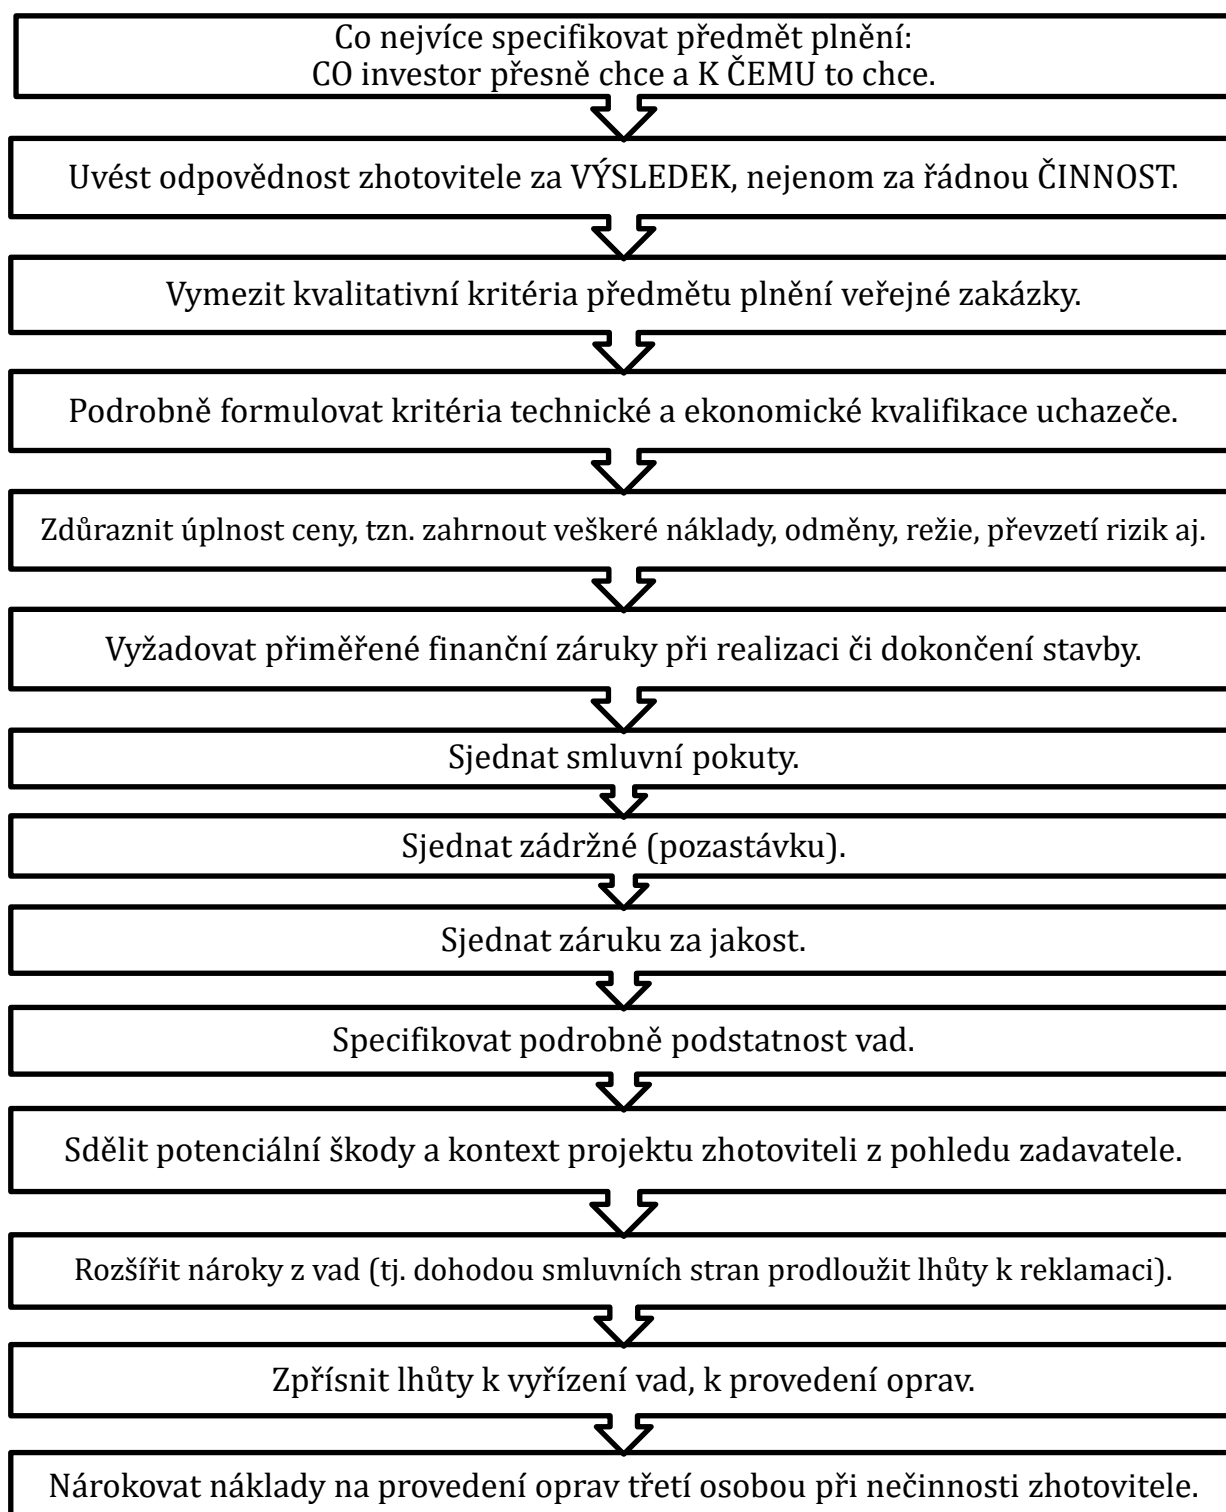 Co nejvíce specifikovat předmět plnění:
CO investor přesně chce a K ČEMU to chce.
Uvést odpovědnost zhotovitele za VÝSLEDEK, nejenom za řádnou ČINNOST.
Vymezit kvalitativní kritéria předmětu plnění veřejné zakázky.
Podrobně formulovat kritéria technické a ekonomické kvalifikace uchazeče.
Zdůraznit úplnost ceny, tzn. zahrnout veškeré náklady, odměny, režie, převzetí rizik aj.
Vyžadovat přiměřené finanční záruky při realizaci či dokončení stavby.
Sjednat smluvní pokuty.
Sjednat zádržné (pozastávku).
Sjednat záruku za jakost.
Specifikovat podrobně podstatnost vad.
Sdělit potenciální škody a kontext projektu zhotoviteli z pohledu zadavatele.
Rozšířit nároky z vad (tj. dohodou smluvních stran prodloužit lhůty k reklamaci).
Zpřísnit lhůty k vyřízení vad, k provedení oprav.
Nárokovat náklady na provedení oprav třetí osobou při nečinnosti zhotovitele.